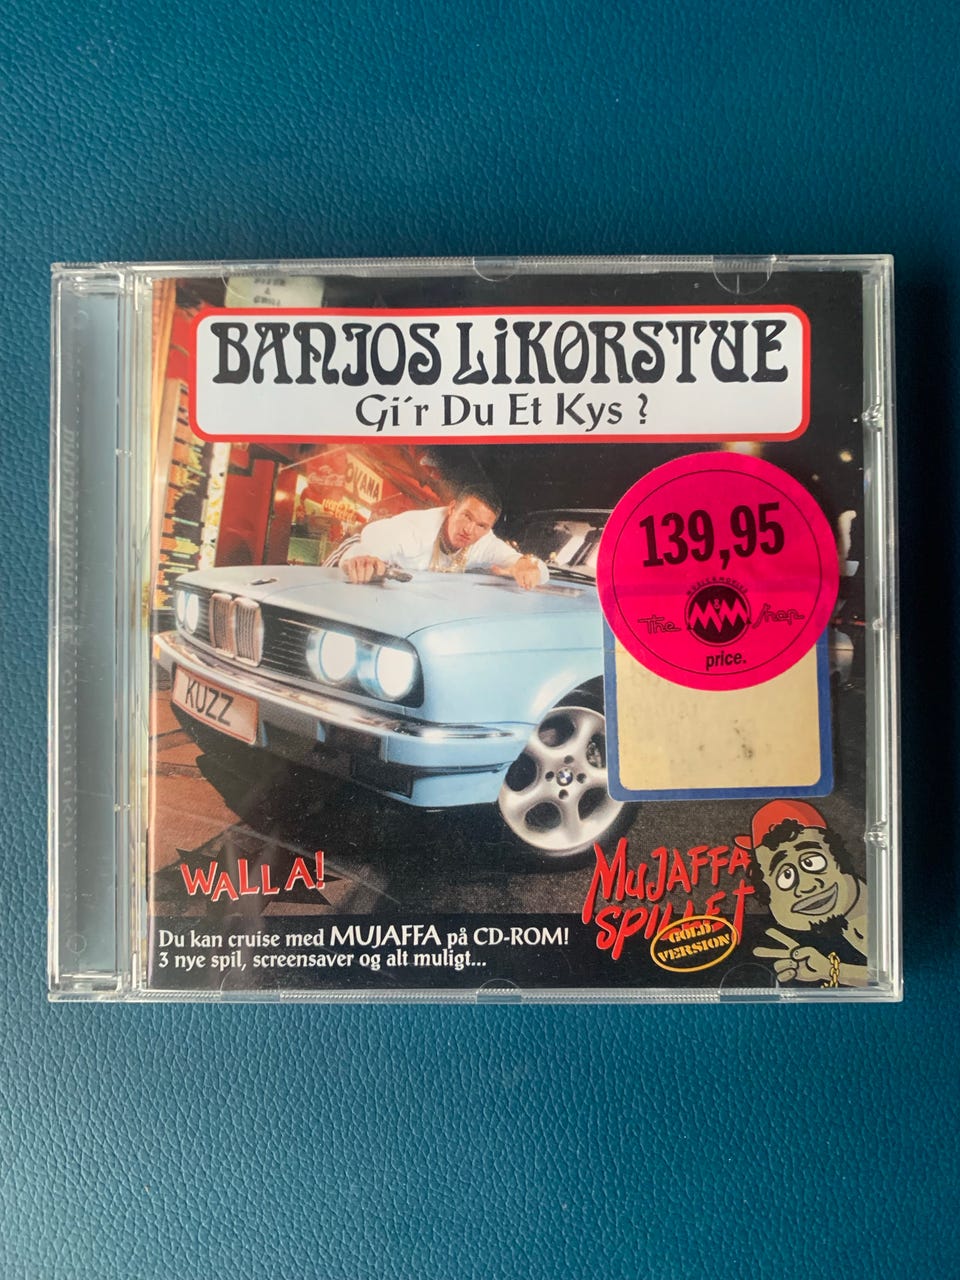 BANJOS LIKØRSTUE
Gi´r Du Et Kys ?
139,95
The M&M Shop
price.
KUZZ
WALLA!
MUJAFFA
SPILLET
GOLD
VERSION
Du kan cruise med MUJAFFA på CD-ROM!
3 nye spil, screensaver og alt muligt...